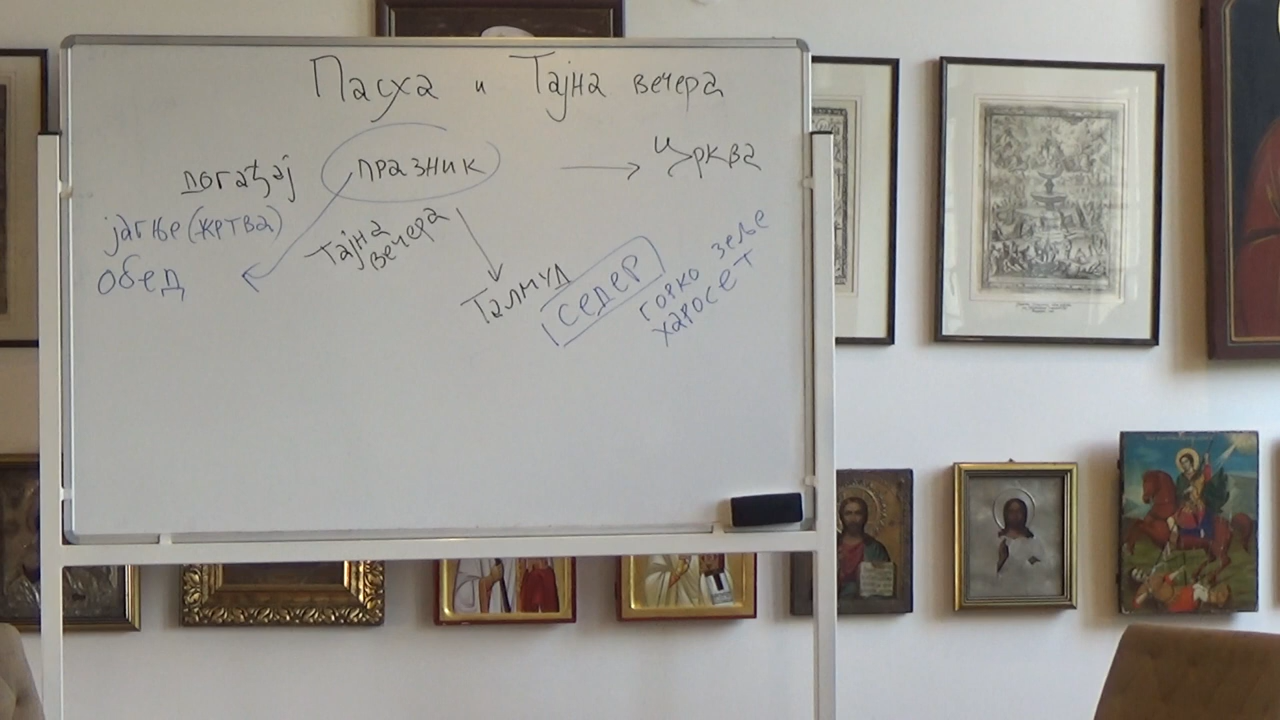 Пасха и Тајна вечера
догађај празник → Црква
јагње (жртва)
обед
Тајна
вечера
Талмуд
седер
горко зеље
харосет